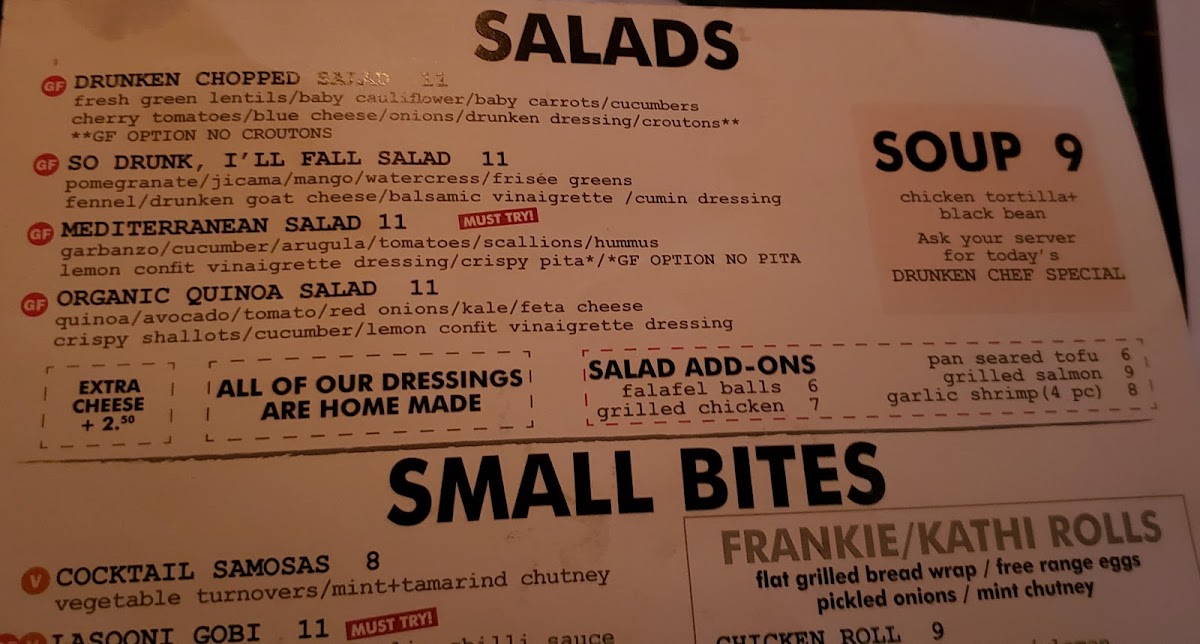 SALADS
GF DRUNKEN CHOPPED SALAD 11
fresh green lentils/baby cauliflower/baby carrots/cucumbers
cherry tomatoes/blue cheese/onions/drunken dressing/croutons**
**GF OPTION NO CROUTONS
GF SO DRUNK, I'LL FALL SALAD 11
pomegranate/jicama/mango/watercress/frisée greens
fennel/drunken goat cheese/balsamic vinaigrette /cumin dressing
GF MEDITERRANEAN SALAD 11 MUST TRY!
garbanzo/cucumber/arugula/tomatoes/scallions/hummus
lemon confit vinaigrette dressing/crispy pita*/*GF OPTION NO PITA
GF ORGANIC QUINOA SALAD 11
quinoa/avocado/tomato/red onions/kale/feta cheese
crispy shallots/cucumber/lemon confit vinaigrette dressing
SOUP 9
chicken tortilla+
black bean
Ask your server
for today's
DRUNKEN CHEF SPECIAL
EXTRA
CHEESE
+ 2.50
ALL OF OUR DRESSINGS
ARE HOME MADE
SALAD ADD-ONS
falafel balls 6
grilled chicken 7
pan seared tofu 6
grilled salmon 9
garlic shrimp(4 pc) 8
SMALL BITES
V COCKTAIL SAMOSAS 8
vegetable turnovers/mint+tamarind chutney
LASOONI GOBI 11 MUST TRY!
chilli sauce
FRANKIE/KATHI ROLLS
flat grilled bread wrap / free range eggs
pickled onions / mint chutney
CHICKEN ROLL 9